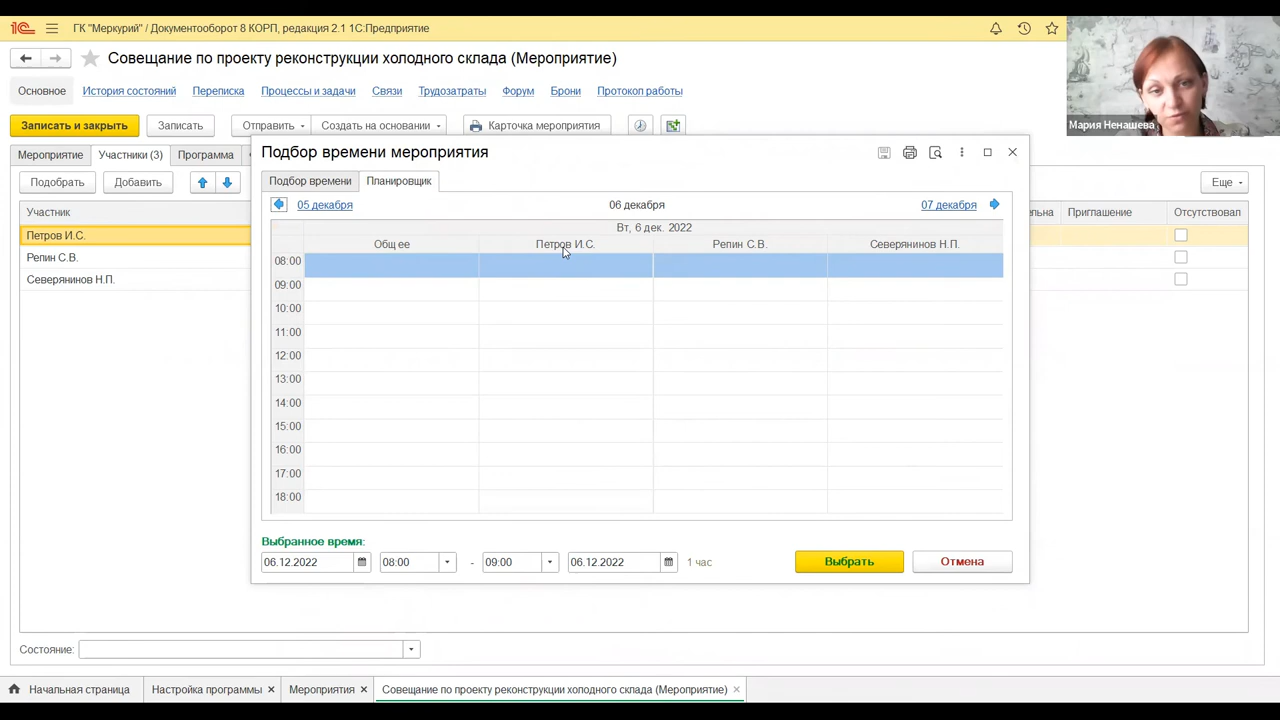 1С ГК "Меркурий" / Документооборот 8 КОРП, редакция 2.1 1С:Предприятие
Совещание по проекту реконструкции холодного склада (Мероприятие)
Основное История состояний Переписка Процессы и задачи Связи Трудозатраты Форум Брони Протокол работы
Мария Ненашева
Записать и закрыть Записать Отправить Создать на основании Карточка мероприятия
Мероприятие Участники (3) Программа
Подобрать Добавить Еще
Участник Приглашение Отсутствовал
Петров И.С.
Репин С.В.
Северянинов Н.П.
Подбор времени мероприятия
Подбор времени Планировщик
05 декабря 06 декабря 07 декабря
Вт, 6 дек. 2022
Общ ее Петров И.С. Репин С.В. Северянинов Н.П.
08:00
09:00
10:00
11:00
12:00
13:00
14:00
15:00
16:00
17:00
18:00
Выбранное время:
06.12.2022 08:00 - 09:00 06.12.2022 1 час Выбрать Отмена
Состояние:
Начальная страница Настройка программы Мероприятия Совещание по проекту реконструкции холодного склада (Мероприятие)